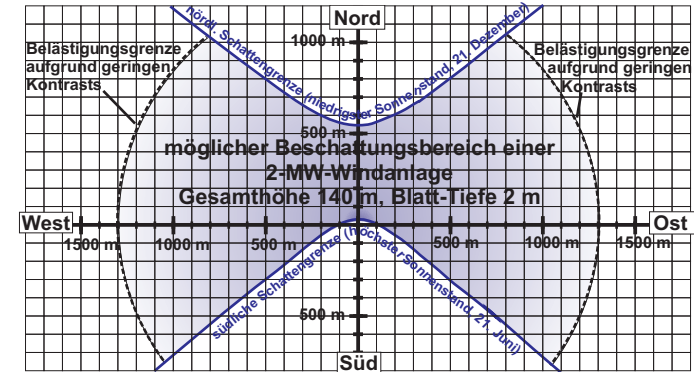 Nord
nördl. Schattengrenze (niedrigster Sonnenstand, 21. Dezember)
1000 m
Belästigungsgrenze
aufgrund geringen
Kontrasts
Belästigungsgrenze
aufgrund geringen
Kontrasts
500 m
möglicher Beschattungsbereich einer
2-MW-Windanlage
Gesamthöhe 140 m, Blatt-Tiefe 2 m
West
Ost
1500 m
1000 m
500 m
500 m
1000 m
1500 m
südliche Schattengrenze (höchster Sonnenstand, 21. Juni)
500 m
Süd